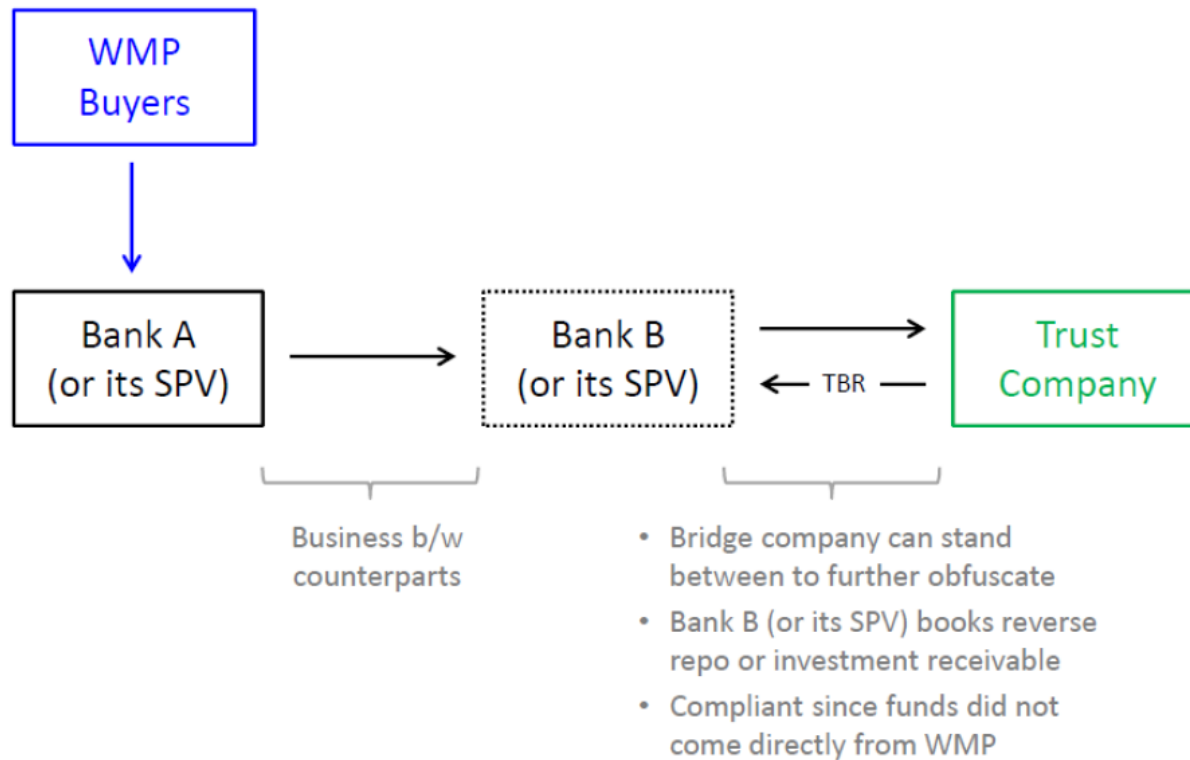 WMP
Buyers
Bank A
(or its SPV)
Bank B
(or its SPV)
TBR
Trust
Company
Business b/w
counterparts
• Bridge company can stand
between to further obfuscate
• Bank B (or its SPV) books reverse
repo or investment receivable
• Compliant since funds did not
come directly from WMP